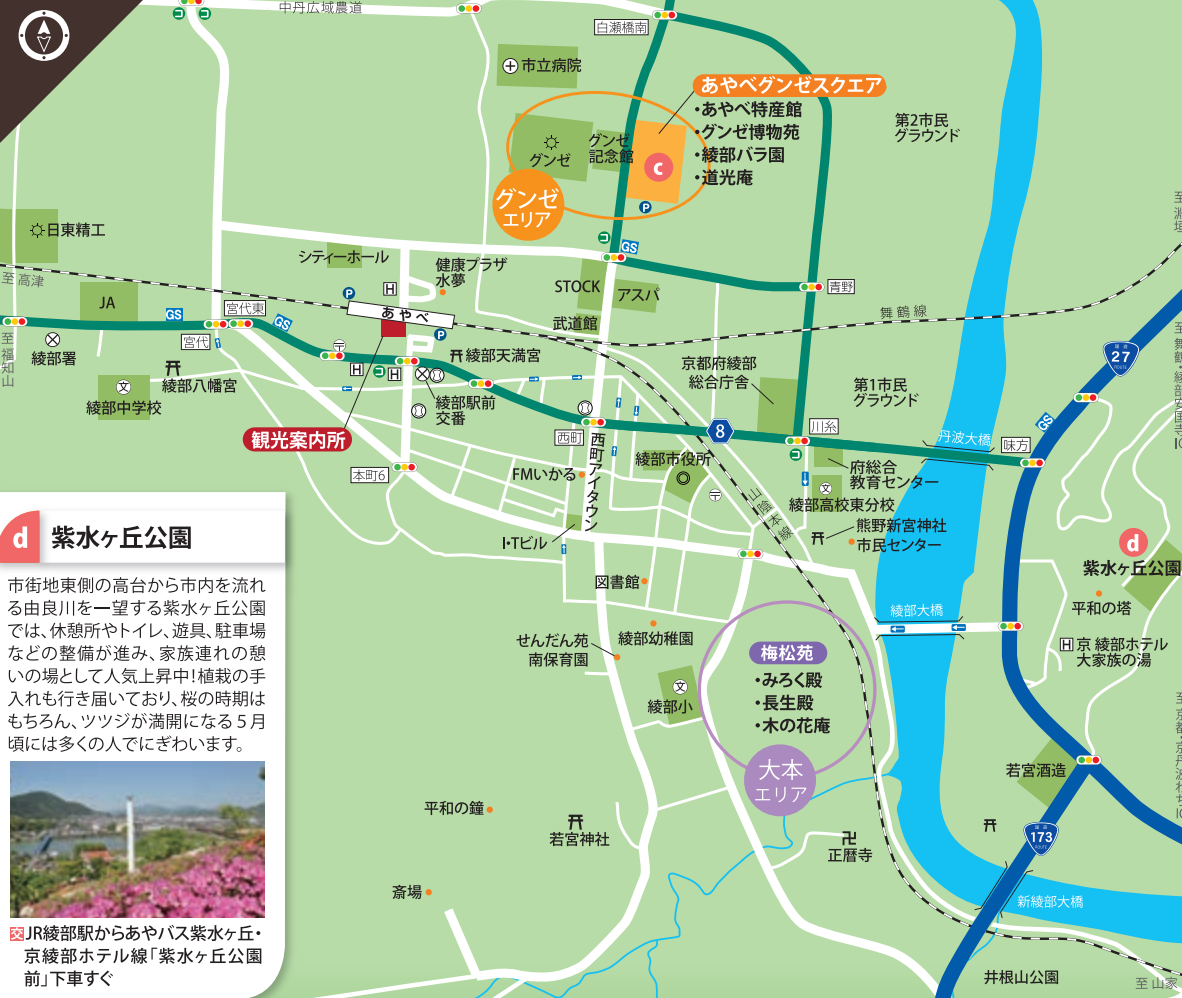 中丹広域農道
白瀬橋南
市立病院
あやべグンゼスクエア
・あやべ特産館
・グンゼ博物苑
・綾部バラ園
・道光庵
第2市民
グラウンド
グンゼ
グンゼ
記念館
c
P
グンゼ
エリア
日東精工
至 高津
シティーホール
健康プラザ
水夢
H
P
GS
STOCK
アスパ
武道館
青野
舞鶴線
JA
GS
宮代東
GS
宮代
あやべ
P
至 福知山
綾部署
綾部八幡宮
文
綾部中学校
H
H
綾部天満宮
綾部駅前
交番
観光案内所
京都府綾部
総合庁舎
第1市民
グラウンド
国道
27
ROUTE
至 舞鶴・綾部安国寺IC
GS
8
川糸
丹波大橋
味方
西町
西町アイタウン
綾部市役所
本町6
FMいかる
山陰本線
府総合
教育センター
文
綾部高校東分校
熊野新宮神社
市民センター
I・Tビル
d
紫水ヶ丘公園
平和の塔
図書館
綾部大橋
綾部幼稚園
せんだん苑
南保育園
H
京 綾部ホテル
大家族の湯
梅松苑
・みろく殿
・長生殿
・木の花庵
大本
エリア
文
綾部小
若宮酒造
平和の鐘
若宮神社
正暦寺
国道
173
ROUTE
斎場
新綾部大橋
井根山公園
至 山家
d
紫水ヶ丘公園
市街地東側の高台から市内を流れ
る由良川を一望する紫水ヶ丘公園
では、休憩所やトイレ、遊具、駐車場
などの整備が進み、家族連れの憩
いの場として人気上昇中！植栽の手
入れも行き届いており、桜の時期は
もちろん、ツツジが満開になる５月
頃には多くの人でにぎわいます。
交JR綾部駅からあやバス紫水ヶ丘・
京綾部ホテル線「紫水ヶ丘公園
前」下車すぐ